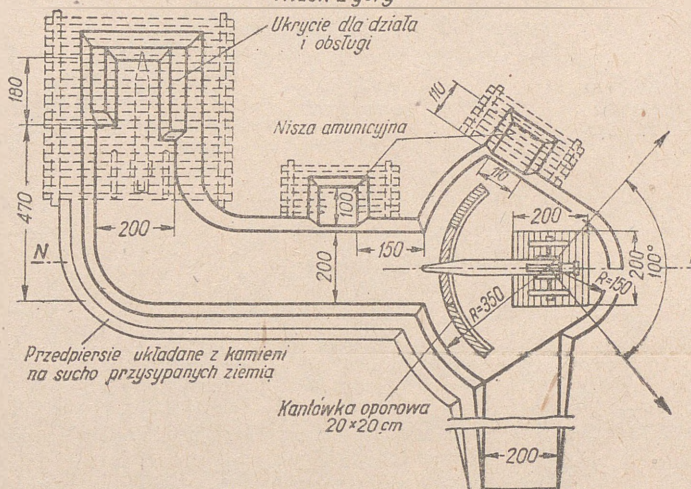 Ukrycie dla działa
i obsługi
180
110
Nisza amunicyjna
100
110
470
200
200
150
200
200
100°
N
R=150
R=350
Przedpiersie układane z kamieni
na sucho przysypanych ziemią
Kantówka oporowa
20×20 cm
200